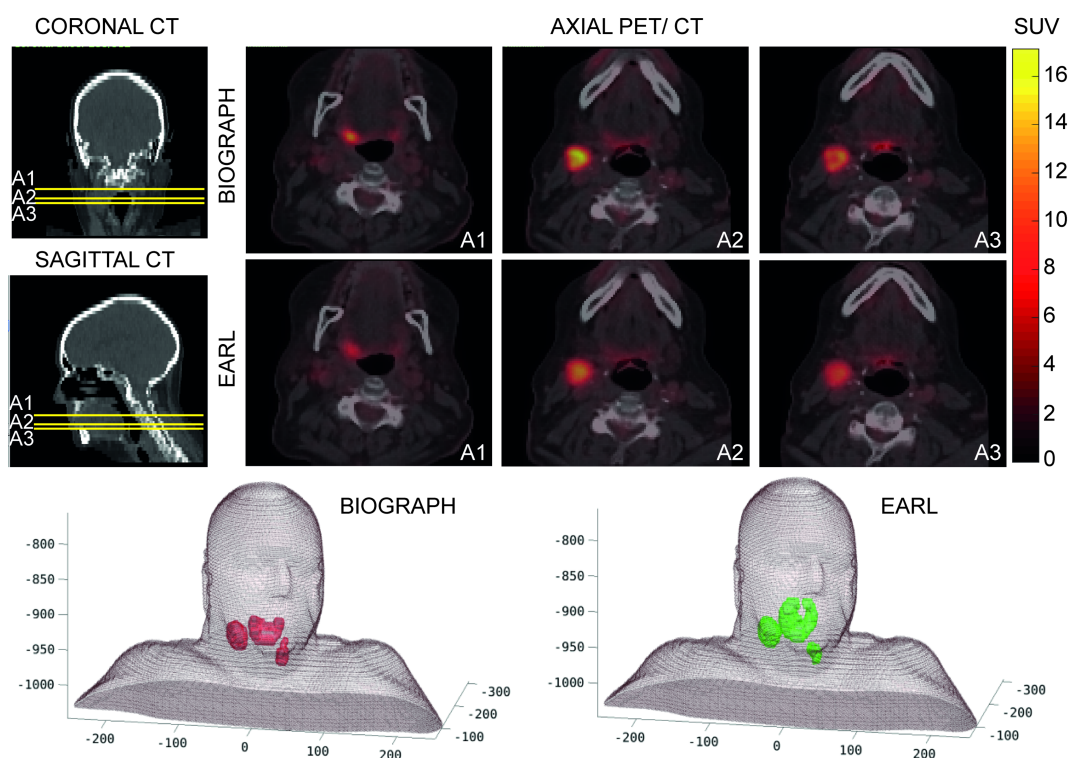 CORONAL CT
AXIAL PET/ CT
SUV
BIOGRAPH
A1
A2
A3
A1
A2
A3
16
14
12
10
8
6
4
2
0
SAGITTAL CT
EARL
A1
A2
A3
A1
A2
A3
BIOGRAPH
EARL
-800
-850
-900
-950
-1000
-200
-100
0
100
200
-300
-200
-100
-800
-850
-900
-950
-1000
-200
-100
0
100
200
-300
-200
-100